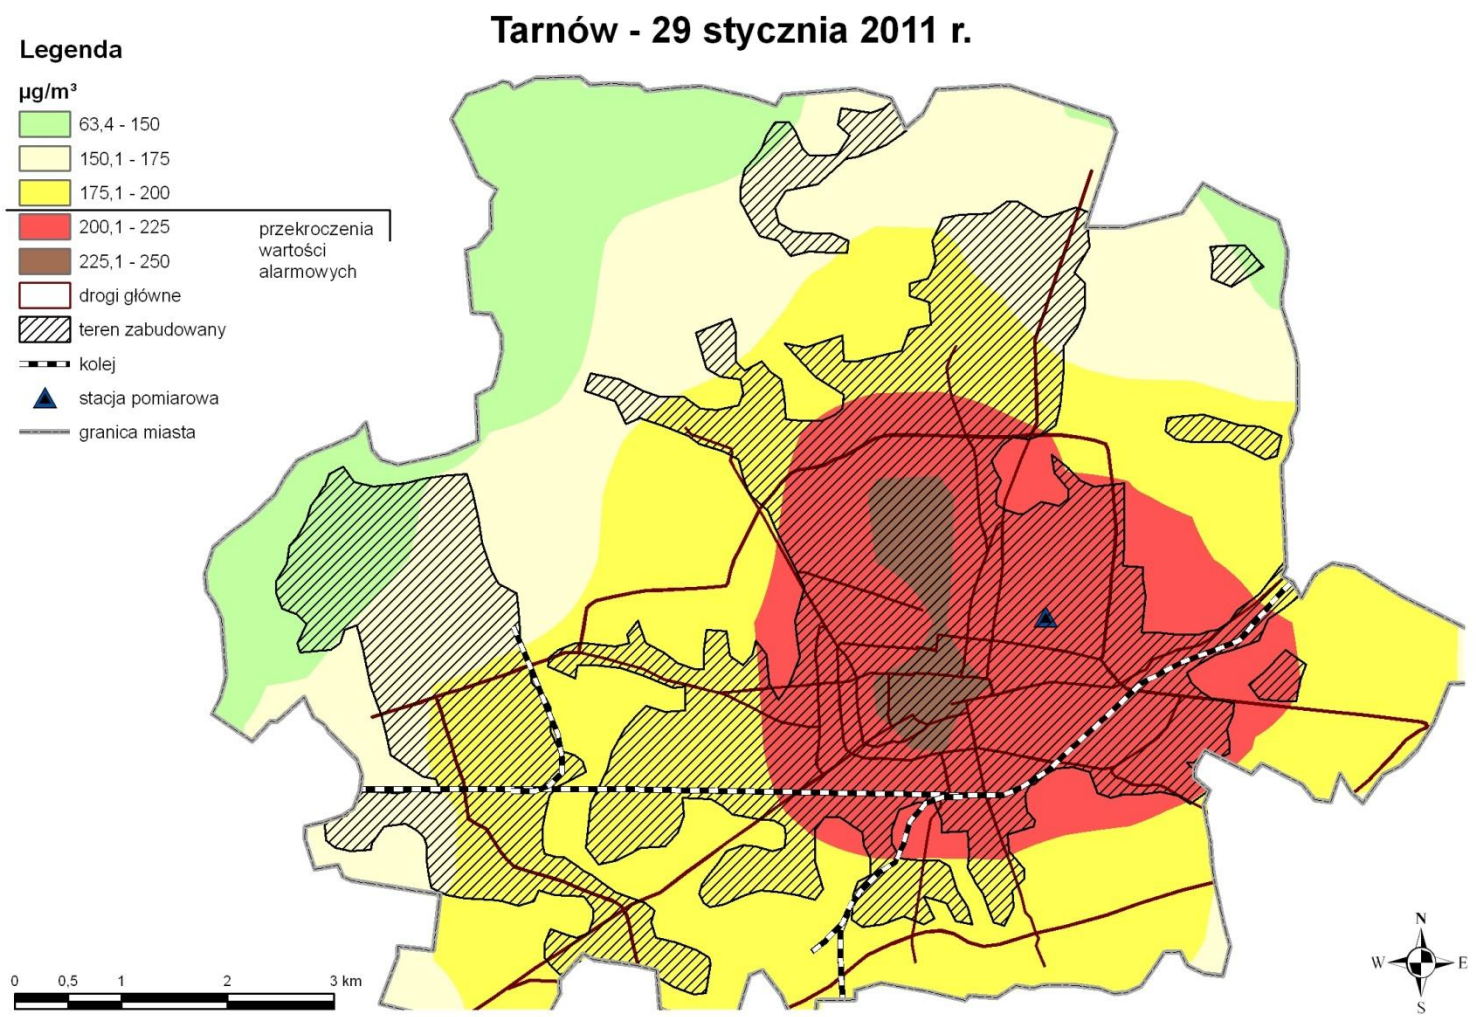 Tarnów - 29 stycznia 2011 r.
Legenda
µg/m³
63,4 - 150
150,1 - 175
175,1 - 200
200,1 - 225
225,1 - 250
przekroczenia
wartości
alarmowych
drogi główne
teren zabudowany
kolej
stacja pomiarowa
granica miasta
0 0,5 1 2 3 km
N
W E
S